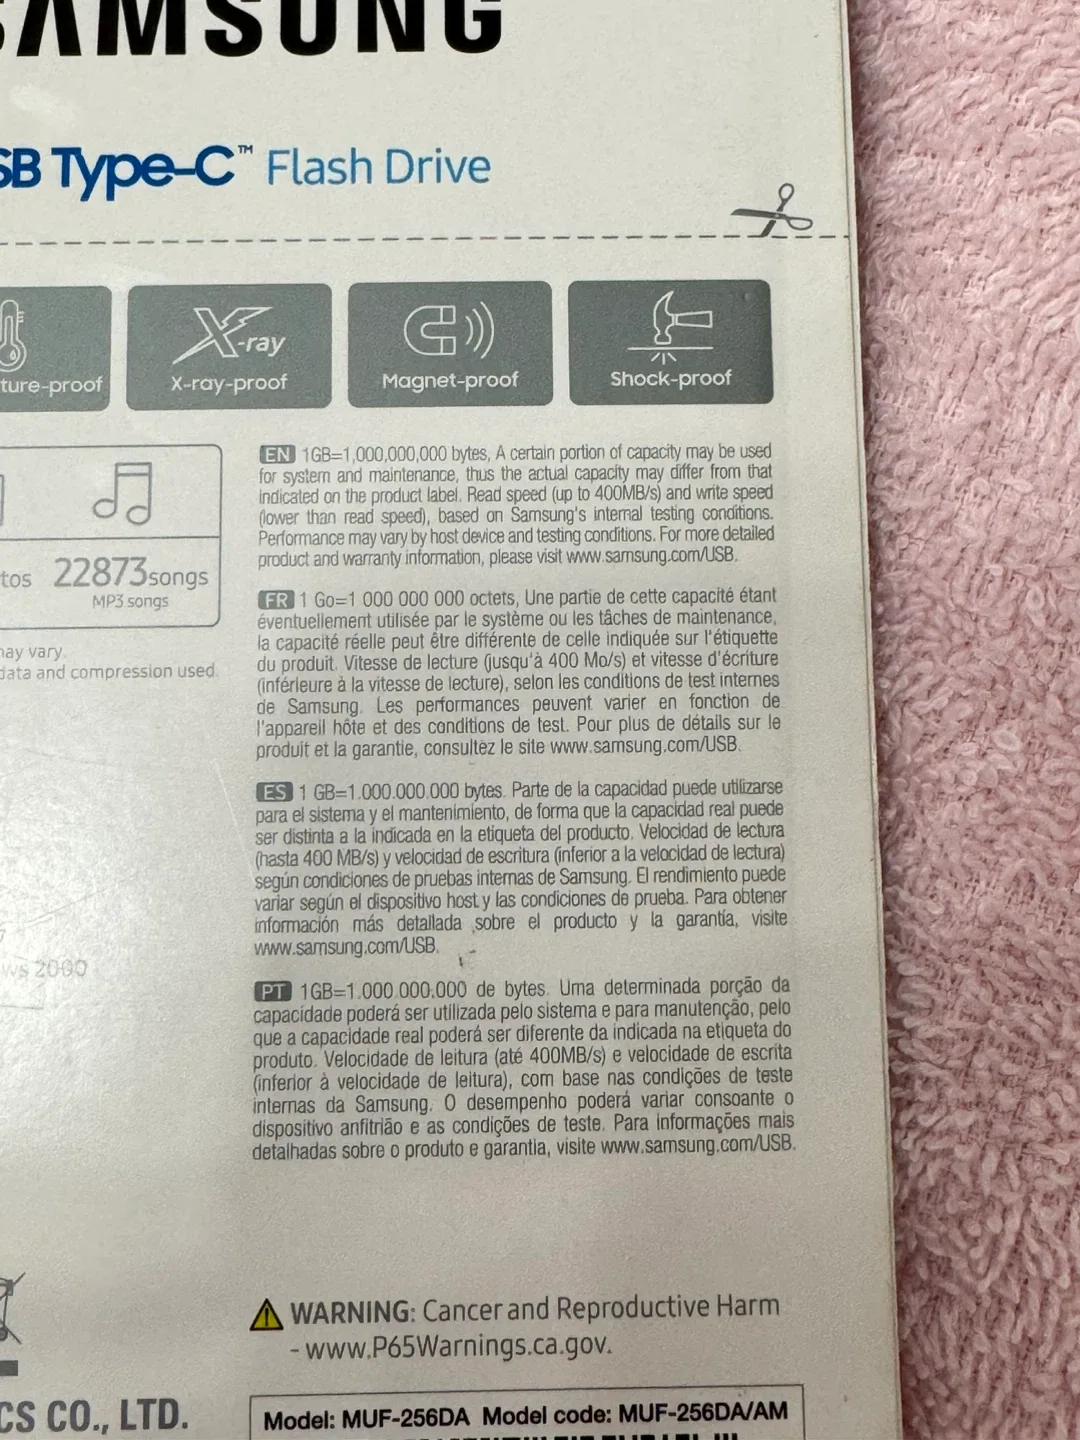 SAMSUNG
USB Type-C™ Flash Drive
ture-proof
X-ray
X-ray-proof
Magnet-proof
Shock-proof
tos 22873songs
MP3 songs
may vary.
data and compression used.
EN 1GB=1,000,000,000 bytes, A certain portion of capacity may be used
for system and maintenance, thus the actual capacity may differ from that
indicated on the product label. Read speed (up to 400MB/s) and write speed
(lower than read speed), based on Samsung's internal testing conditions.
Performance may vary by host device and testing conditions. For more detailed
product and warranty information, please visit www.samsung.com/USB.
FR 1 Go=1 000 000 000 octets, Une partie de cette capacité étant
éventuellement utilisée par le système ou les tâches de maintenance,
la capacité réelle peut être différente de celle indiquée sur l'étiquette
du produit. Vitesse de lecture (jusqu'à 400 Mo/s) et vitesse d'écriture
(inférieure à la vitesse de lecture), selon les conditions de test internes
de Samsung. Les performances peuvent varier en fonction de
l'appareil hôte et des conditions de test. Pour plus de détails sur le
produit et la garantie, consultez le site www.samsung.com/USB.
ES 1 GB=1.000.000.000 bytes. Parte de la capacidad puede utilizarse
para el sistema y el mantenimiento, de forma que la capacidad real puede
ser distinta a la indicada en la etiqueta del producto. Velocidad de lectura
(hasta 400 MB/s) y velocidad de escritura (inferior a la velocidad de lectura)
según condiciones de pruebas internas de Samsung. El rendimiento puede
variar según el dispositivo host y las condiciones de prueba. Para obtener
información más detallada sobre el producto y la garantía, visite
www.samsung.com/USB.
ws 2000
PT 1GB=1.000.000.000 de bytes. Uma determinada porção da
capacidade poderá ser utilizada pelo sistema e para manutenção, pelo
que a capacidade real poderá ser diferente da indicada na etiqueta do
produto. Velocidade de leitura (até 400MB/s) e velocidade de escrita
(inferior à velocidade de leitura), com base nas condições de teste
internas da Samsung. O desempenho poderá variar consoante o
dispositivo anfitrião e as condições de teste. Para informações mais
detalhadas sobre o produto e garantia, visite www.samsung.com/USB.
WARNING: Cancer and Reproductive Harm
- www.P65Warnings.ca.gov.
CS CO., LTD.
Model: MUF-256DA Model code: MUF-256DA/AM